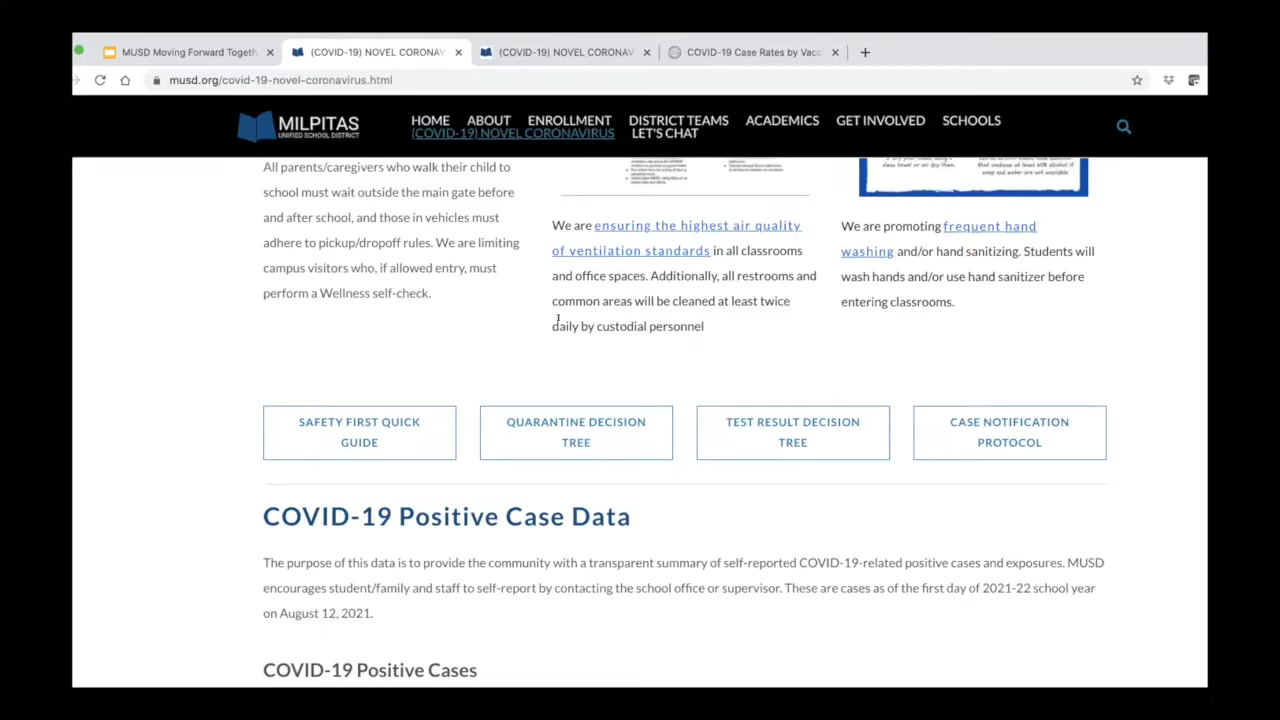 MUSD Moving Forward Togeth
(COVID-19) NOVEL CORONAV
(COVID-19) NOVEL CORONAV
COVID-19 Case Rates by Vacc
musd.org/covid-19-novel-coronavirus.html
MILPITAS
UNIFIED SCHOOL DISTRICT
HOME ABOUT ENROLLMENT DISTRICT TEAMS ACADEMICS GET INVOLVED SCHOOLS
(COVID-19) NOVEL CORONAVIRUS LET'S CHAT
All parents/caregivers who walk their child to
school must wait outside the main gate before
and after school, and those in vehicles must
adhere to pickup/dropoff rules. We are limiting
campus visitors who, if allowed entry, must
perform a Wellness self-check.
We are ensuring the highest air quality
of ventilation standards in all classrooms
and office spaces. Additionally, all restrooms and
common areas will be cleaned at least twice
daily by custodial personnel
We are promoting frequent hand
washing and/or hand sanitizing. Students will
wash hands and/or use hand sanitizer before
entering classrooms.
SAFETY FIRST QUICK
GUIDE
QUARANTINE DECISION
TREE
TEST RESULT DECISION
TREE
CASE NOTIFICATION
PROTOCOL
COVID-19 Positive Case Data
The purpose of this data is to provide the community with a transparent summary of self-reported COVID-19-related positive cases and exposures. MUSD
encourages student/family and staff to self-report by contacting the school office or supervisor. These are cases as of the first day of 2021-22 school year
on August 12, 2021.
COVID-19 Positive Cases